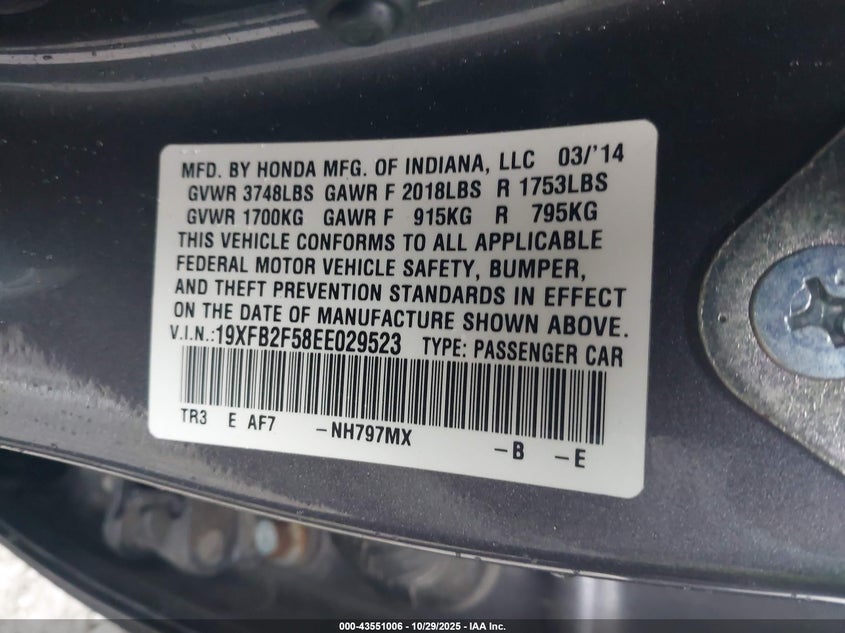 MFD. BY HONDA MFG. OF INDIANA, LLC 03/'14
GVWR 3748LBS GAWR F 2018LBS R 1753LBS
GVWR 1700KG GAWR F 915KG R 795KG
THIS VEHICLE CONFORMS TO ALL APPLICABLE
FEDERAL MOTOR VEHICLE SAFETY, BUMPER,
AND THEFT PREVENTION STANDARDS IN EFFECT
ON THE DATE OF MANUFACTURE SHOWN ABOVE.
V.I.N.:19XFB2F58EE029523 TYPE: PASSENGER CAR
TR3 E AF7 -NH797MX -B -E
000-43551006 - 10/29/2025 - IAA Inc.